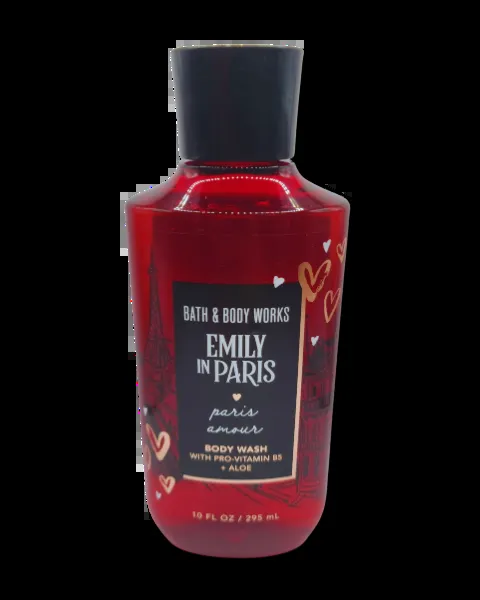 BATH & BODY WORKS
EMILY
IN PARIS
paris
amour
BODY WASH
WITH PRO-VITAMIN B5
+ ALOE
10 FL OZ / 295 mL